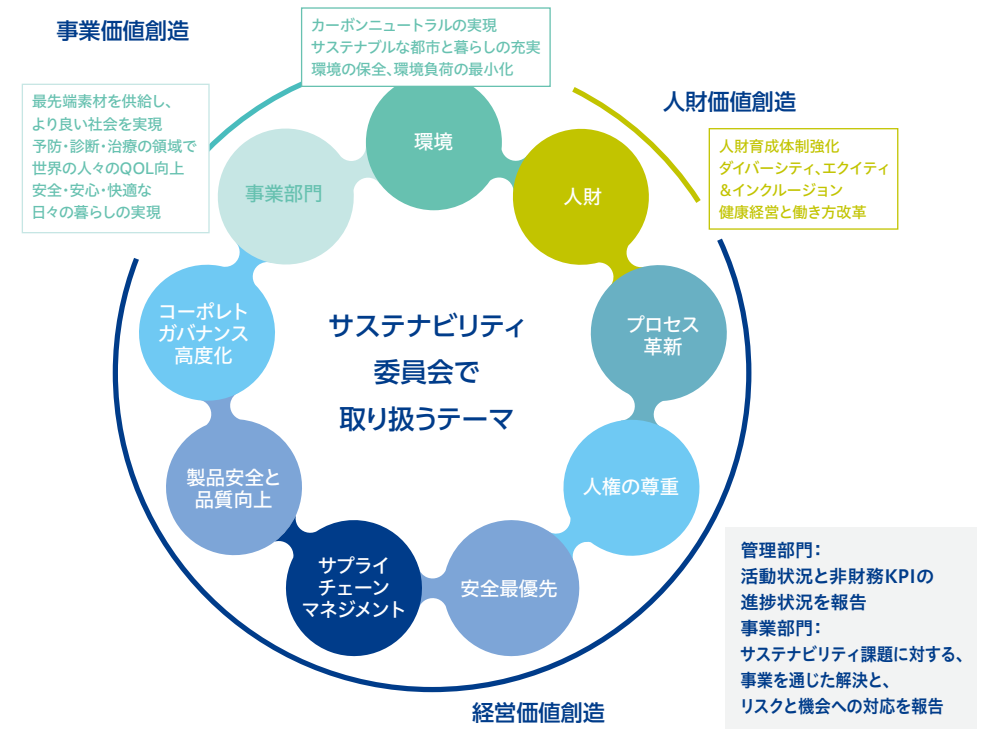 事業価値創造
カーボンニュートラルの実現
サステナブルな都市と暮らしの充実
環境の保全、環境負荷の最小化
最先端素材を供給し、
より良い社会を実現
予防・診断・治療の領域で
世界の人々のQOL向上
安全・安心・快適な
日々の暮らしの実現
人財価値創造
人財育成体制強化
ダイバーシティ、エクイティ
&インクルージョン
健康経営と働き方改革
環境
事業部門
人財
コーポレト
ガバナンス
高度化
プロセス
革新
サステナビリティ
委員会で
取り扱うテーマ
製品安全と
品質向上
人権の尊重
サプライ
チェーン
マネジメント
安全最優先
経営価値創造
管理部門:
活動状況と非財務KPIの
進捗状況を報告
事業部門:
サステナビリティ課題に対する、
事業を通じた解決と、
リスクと機会への対応を報告